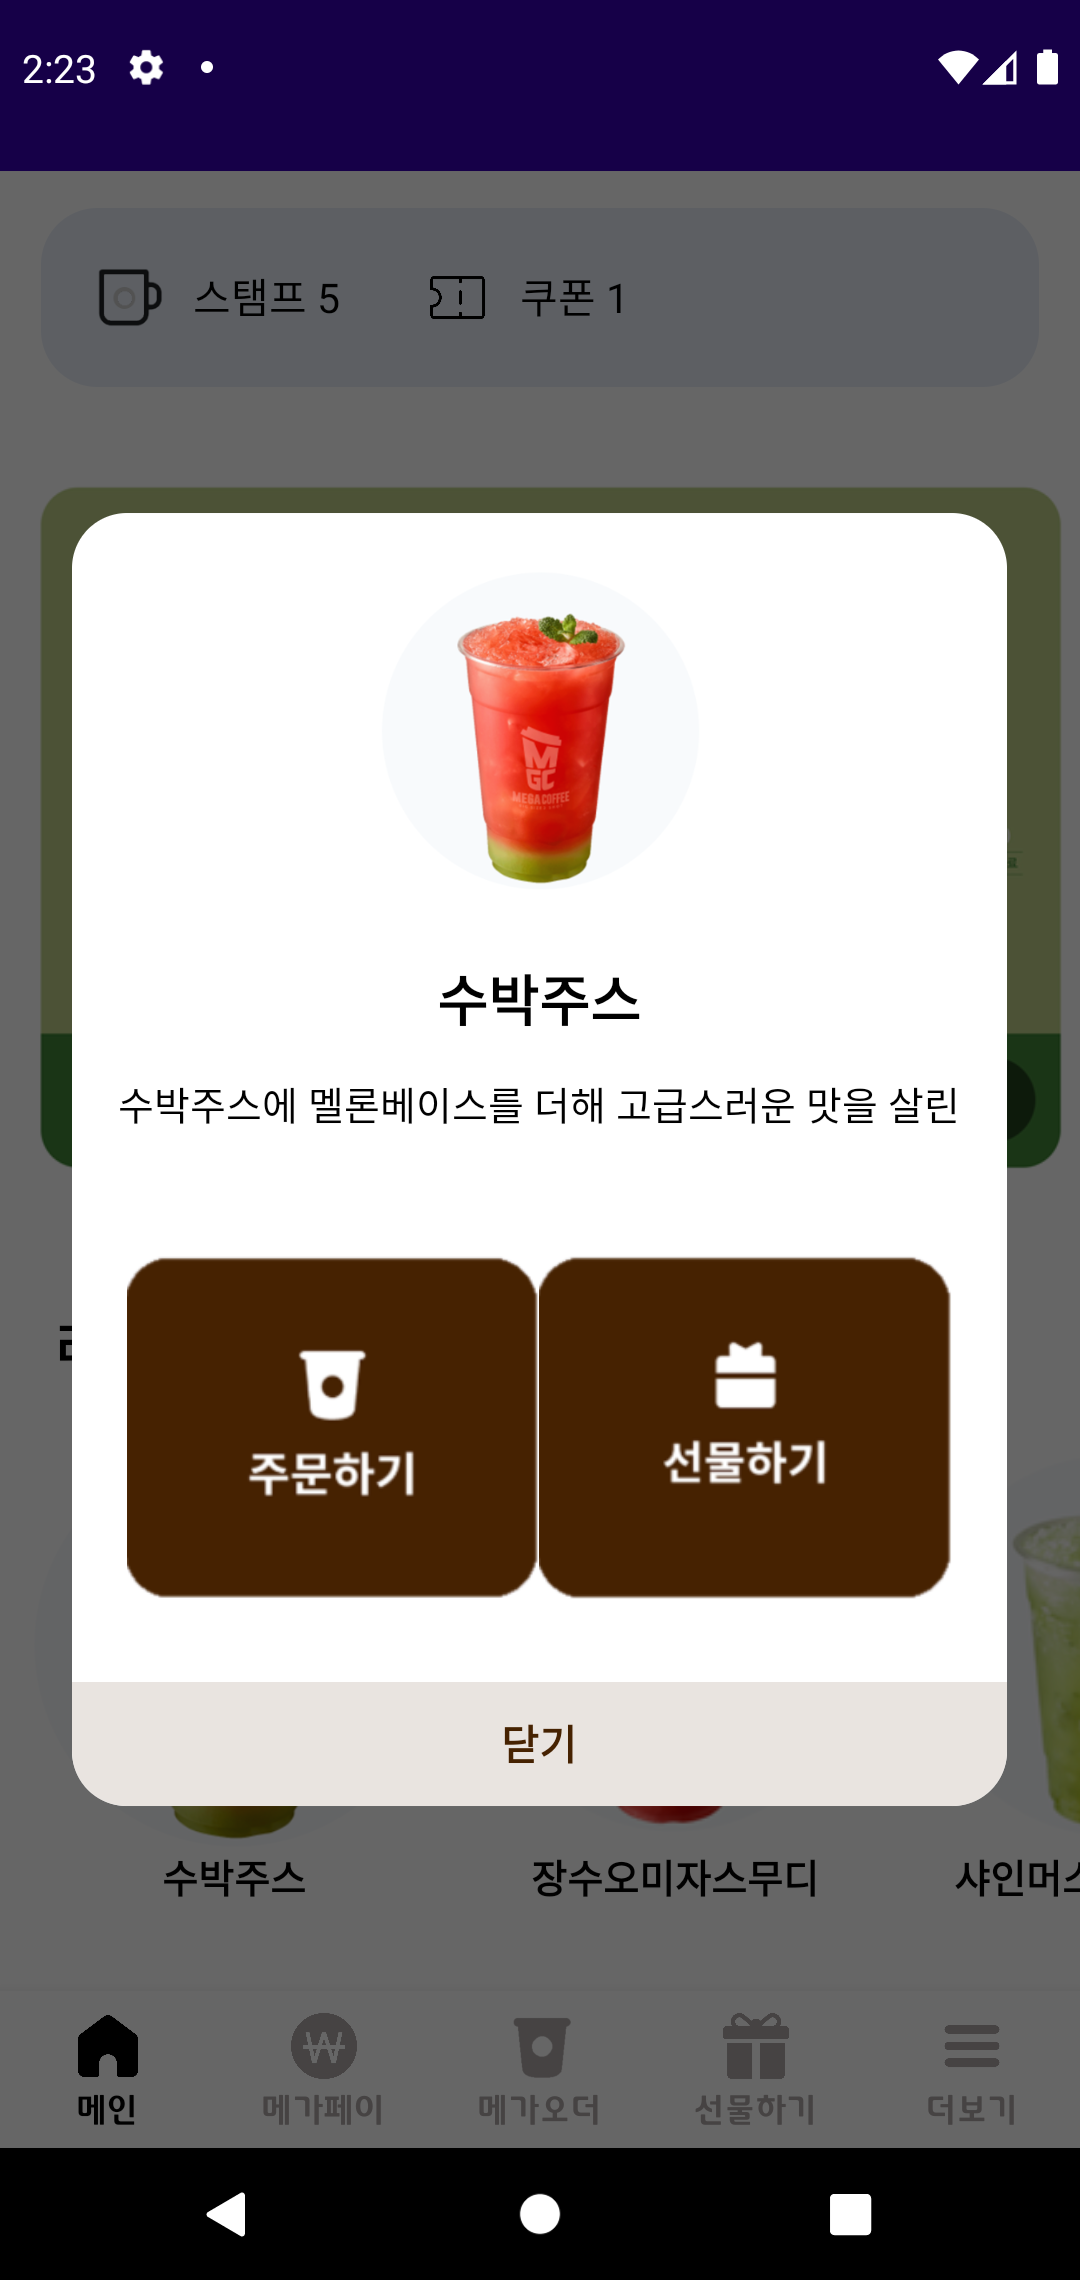 2:23
스탬프 5 쿠폰 1
M
GC
MEGA COFFEE
수박주스
수박주스에 멜론베이스를 더해 고급스러운 맛을 살린
주문하기 선물하기
닫기
수박주스 장수오미자스무디 샤인머스
메인 메가페이 메가오더 선물하기 더보기